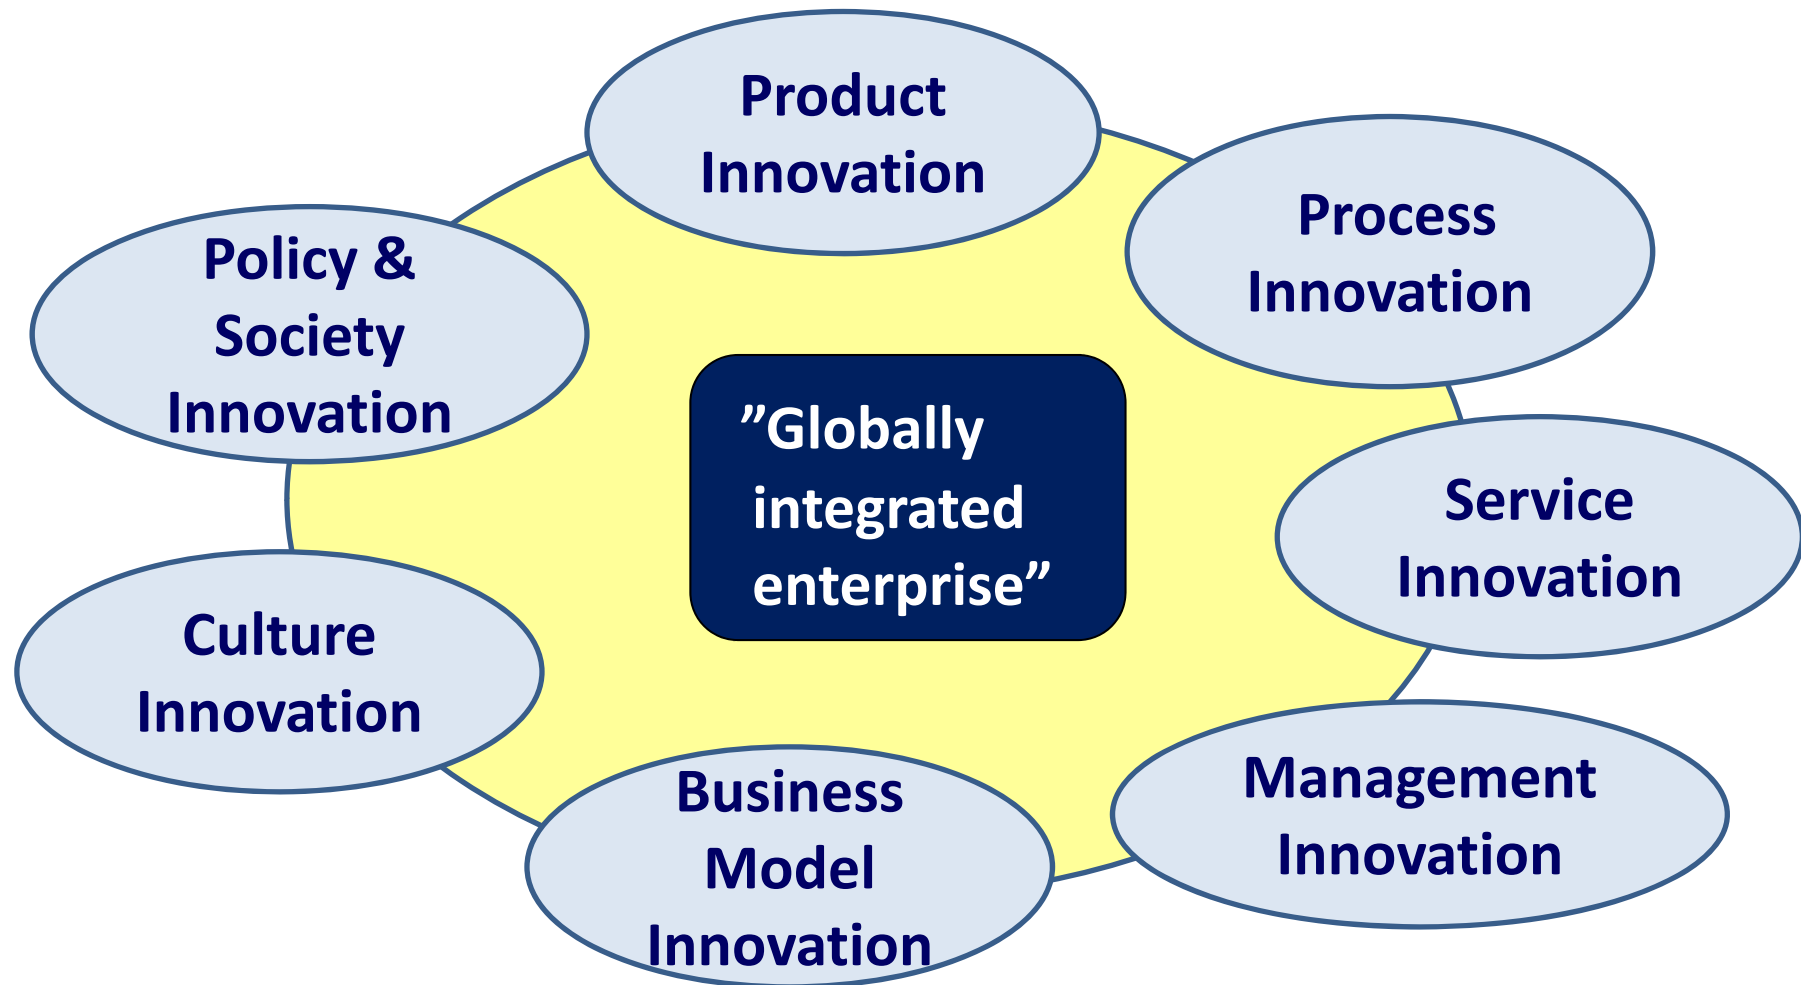 Product
Innovation
Process
Innovation
Service
Innovation
Management
Innovation
Business
Model
Innovation
Culture
Innovation
Policy &
Society
Innovation
”Globally
integrated
enterprise”